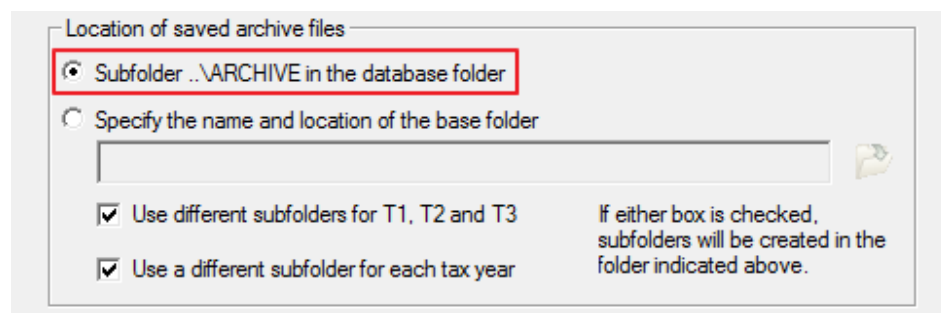 Location of saved archive files
Subfolder ..\ARCHIVE in the database folder
Specify the name and location of the base folder
Use different subfolders for T1, T2 and T3
Use a different subfolder for each tax year
If either box is checked,
subfolders will be created in the
folder indicated above.